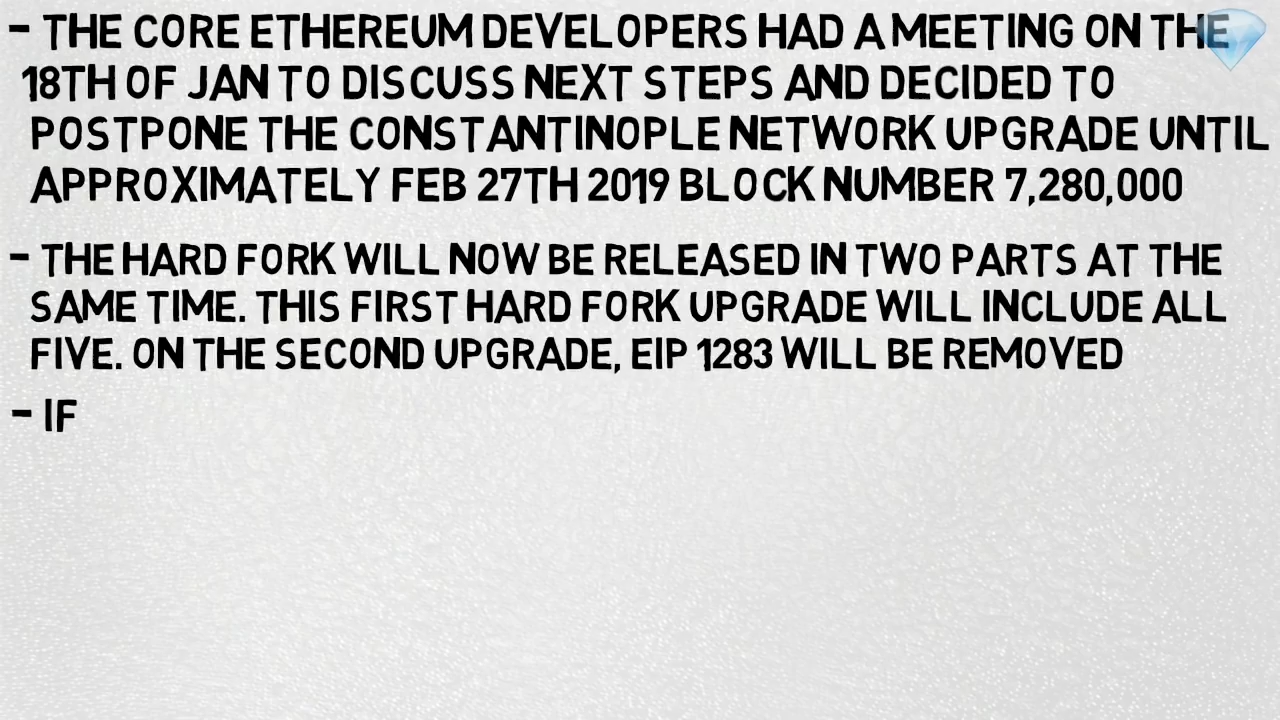 - THE CORE ETHEREUM DEVELOPERS HAD A MEETING ON THE
18TH OF JAN TO DISCUSS NEXT STEPS AND DECIDED TO
POSTPONE THE CONSTANTINOPLE NETWORK UPGRADE UNTIL
APPROXIMATELY FEB 27TH 2019 BLOCK NUMBER 7,280,000
- THE HARD FORK WILL NOW BE RELEASED IN TWO PARTS AT THE
SAME TIME. THIS FIRST HARD FORK UPGRADE WILL INCLUDE ALL
FIVE. ON THE SECOND UPGRADE, EIP 1283 WILL BE REMOVED
- IF